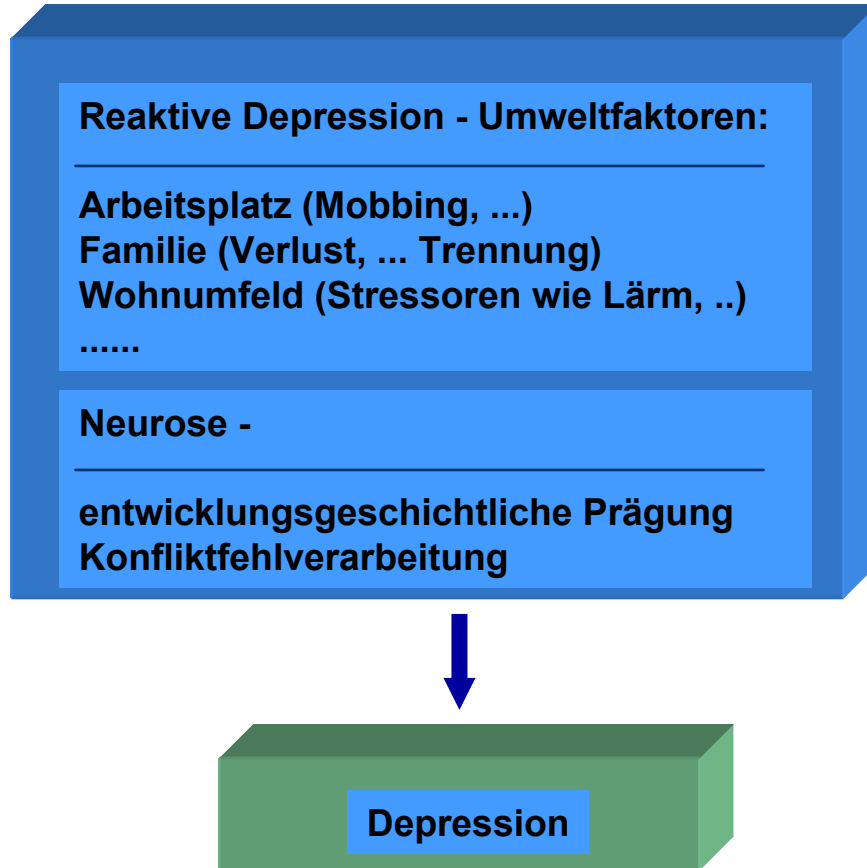 Reaktive Depression - Umweltfaktoren:
Arbeitsplatz (Mobbing, ...)
Familie (Verlust, ... Trennung)
Wohnumfeld (Stressoren wie Lärm, ..)
......
Neurose -
entwicklungsgeschichtliche Prägung
Konfliktfehlverarbeitung
Depression